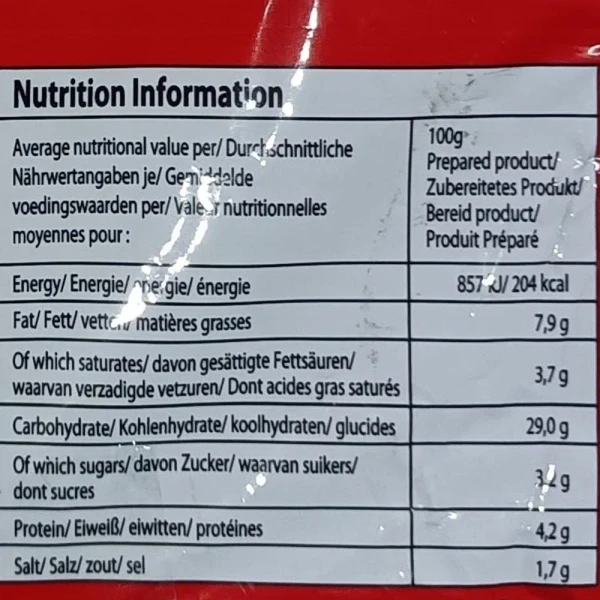 Nutrition Information
Average nutritional value per/ Durchschnittliche
Nährwertangaben je/ Gemiddelde
voedingswaarden per/ Valeur nutritionnelles
moyennes pour:
100g
Prepared product/
Zubereitetes Produkt/
Bereid product/
Produit Préparé
Energy/ Energie/ energie/ énergie
857 KJ/ 204 kcal
Fat/ Fett/ vetten/ matières grasses
7,9 g
Of which saturates/ davon gesättigte Fettsäuren/
waarvan verzadigde vetzuren/ Dont acides gras saturés
3,7 g
Carbohydrate/ Kohlenhydrate/ koolhydraten/ glucides
29,0 g
Of which sugars/ davon Zucker/ waarvan suikers/
dont sucres
g
Protein/ Eiweiß/ eiwitten/ protéines
4,2 g
Salt/ Salz/ zout/ sel
1,7 g